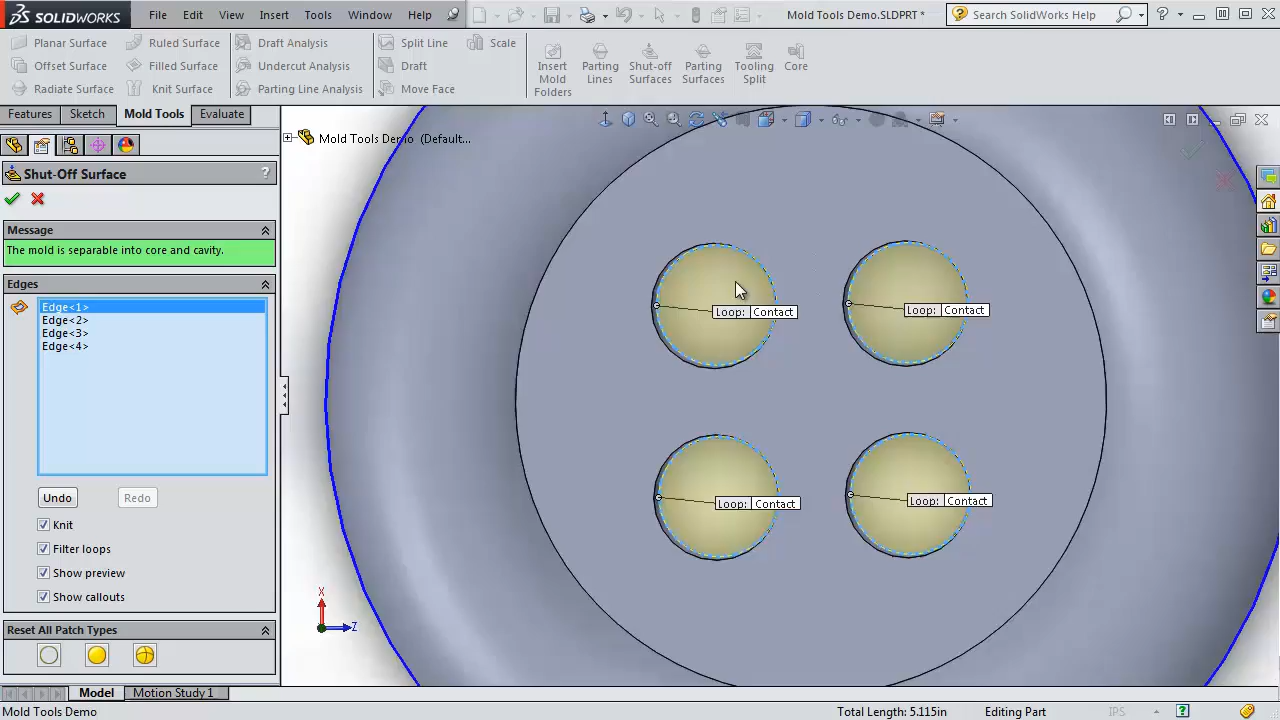 SOLIDWORKS File Edit View Insert Tools Window Help Mold Tools Demo.SLDPRT * Search SolidWorks Help
Planar Surface Ruled Surface Draft Analysis Split Line Scale
Offset Surface Filled Surface Undercut Analysis Draft
Radiate Surface Knit Surface Parting Line Analysis Move Face
Insert Mold Folders
Parting Lines
Shut-off Surfaces
Parting Surfaces
Tooling Split
Core
Features Sketch Mold Tools Evaluate
Mold Tools Demo (Default...
Shut-Off Surface ?
Message
The mold is separable into core and cavity.
Edges
Edge<1>
Edge<2>
Edge<3>
Edge<4>
Undo Redo
Knit
Filter loops
Show preview
Show callouts
Reset All Patch Types
Loop: Contact
Loop: Contact
Loop: Contact
Loop: Contact
X
Z
Model Motion Study 1
Mold Tools Demo Total Length: 5.115in Editing Part IPS